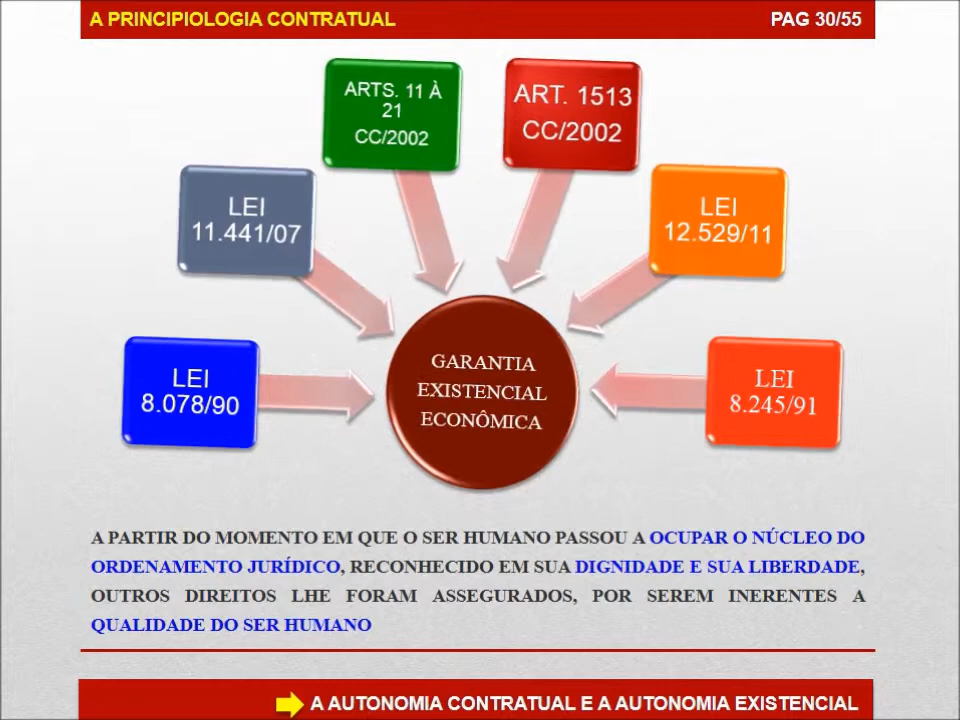 A PRINCIPIOLOGIA CONTRATUAL
PAG 30/55
ARTS. 11 À
21
CC/2002
ART. 1513
CC/2002
LEI
11.441/07
LEI
12.529/11
LEI
8.078/90
GARANTIA
EXISTENCIAL
ECONÔMICA
LEI
8.245/91
A PARTIR DO MOMENTO EM QUE O SER HUMANO PASSOU A OCUPAR O NÚCLEO DO
ORDENAMENTO JURÍDICO, RECONHECIDO EM SUA DIGNIDADE E SUA LIBERDADE,
OUTROS DIREITOS LHE FORAM ASSEGURADOS, POR SEREM INERENTES A
QUALIDADE DO SER HUMANO
A AUTONOMIA CONTRATUAL E A AUTONOMIA EXISTENCIAL